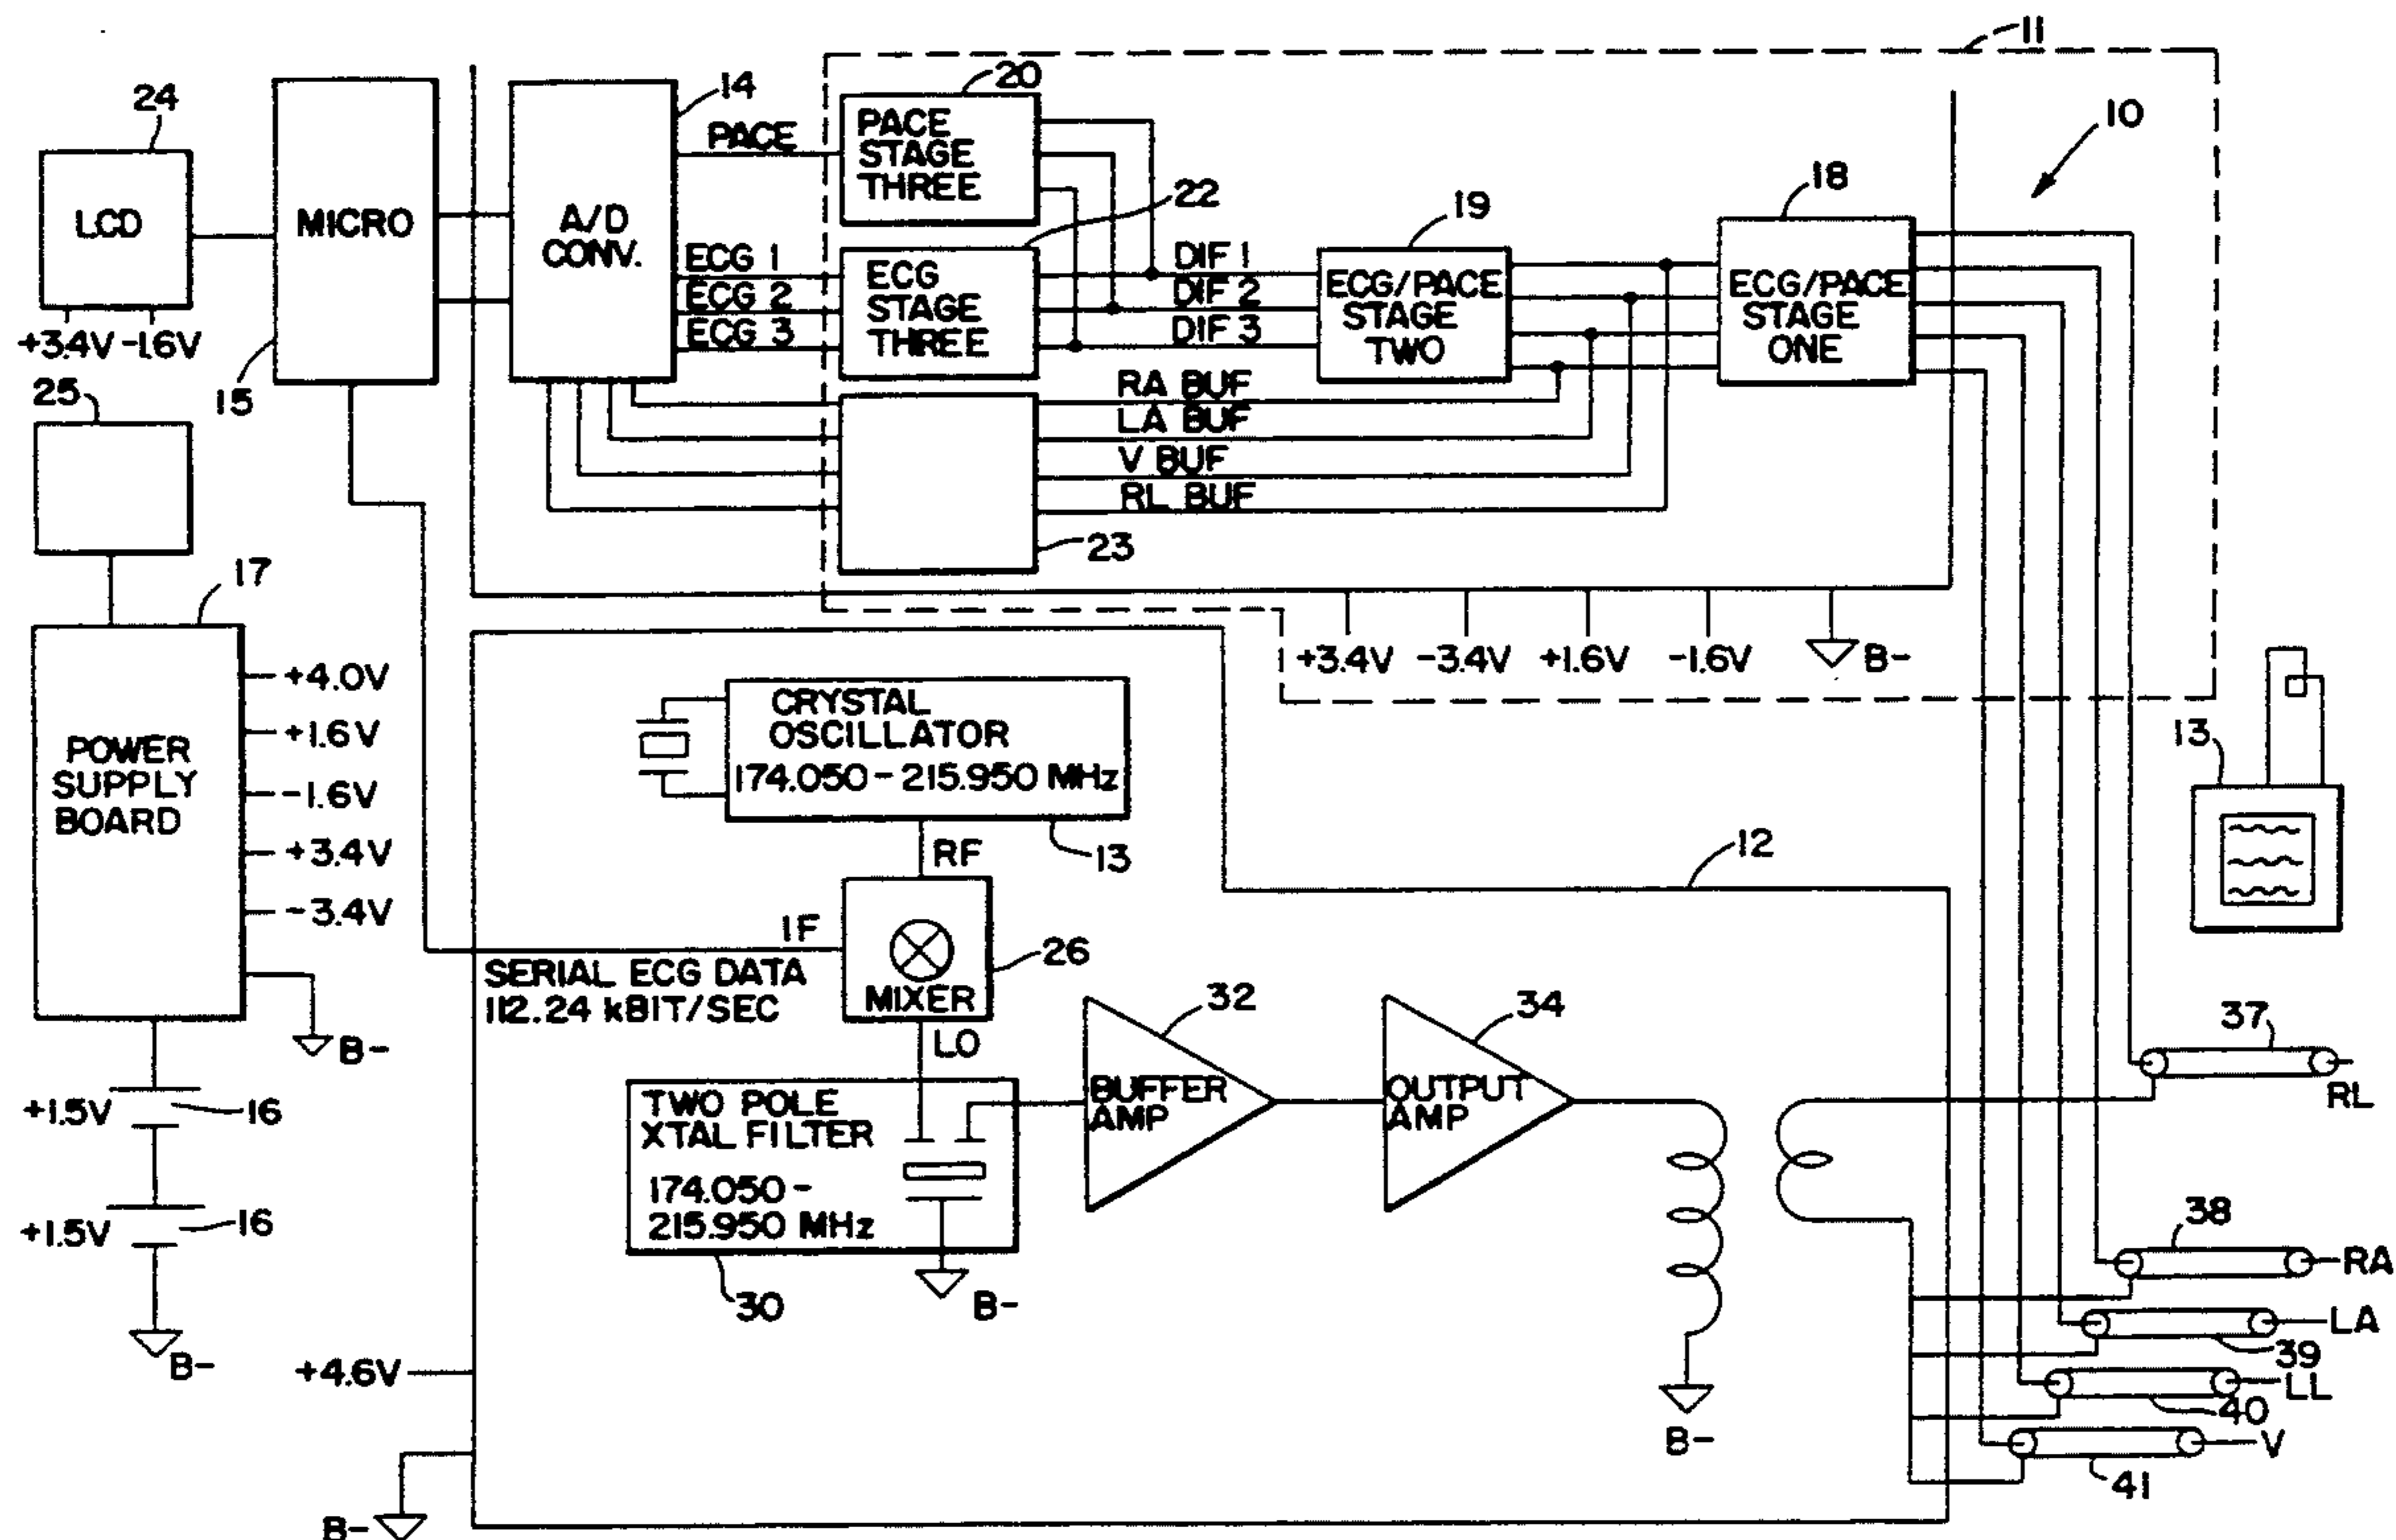 11
24
14
20
10
PACE
PACE
STAGE
THREE
18
22
LCD
MICRO
A/D
CONV.
19
ECG 1
ECG 2
ECG 3
ECG
STAGE
THREE
DIF 1
DIF 2
DIF 3
ECG/PACE
STAGE
TWO
ECG/PACE
STAGE
ONE
+3.4V -1.6V
15
25
RA BUF
LA BUF
V BUF
RL BUF
23
17
+3.4V -3.4V +1.6V -1.6V
B-
POWER
SUPPLY
BOARD
+4.0V
+1.6V
-1.6V
+3.4V
-3.4V
B-
CRYSTAL
OSCILLATOR
174.050-215.950 MHz
13
13
RF
12
IF
SERIAL ECG DATA
112.24 kBIT/SEC
MIXER
26
LO
32
34
37
RL
+1.5V
16
+1.5V
16
B-
TWO POLE
XTAL FILTER
174.050-
215.950 MHz
30
B-
BUFFER
AMP
OUTPUT
AMP
38
RA
LA
39
LL
40
V
41
+4.6V
B-
B-